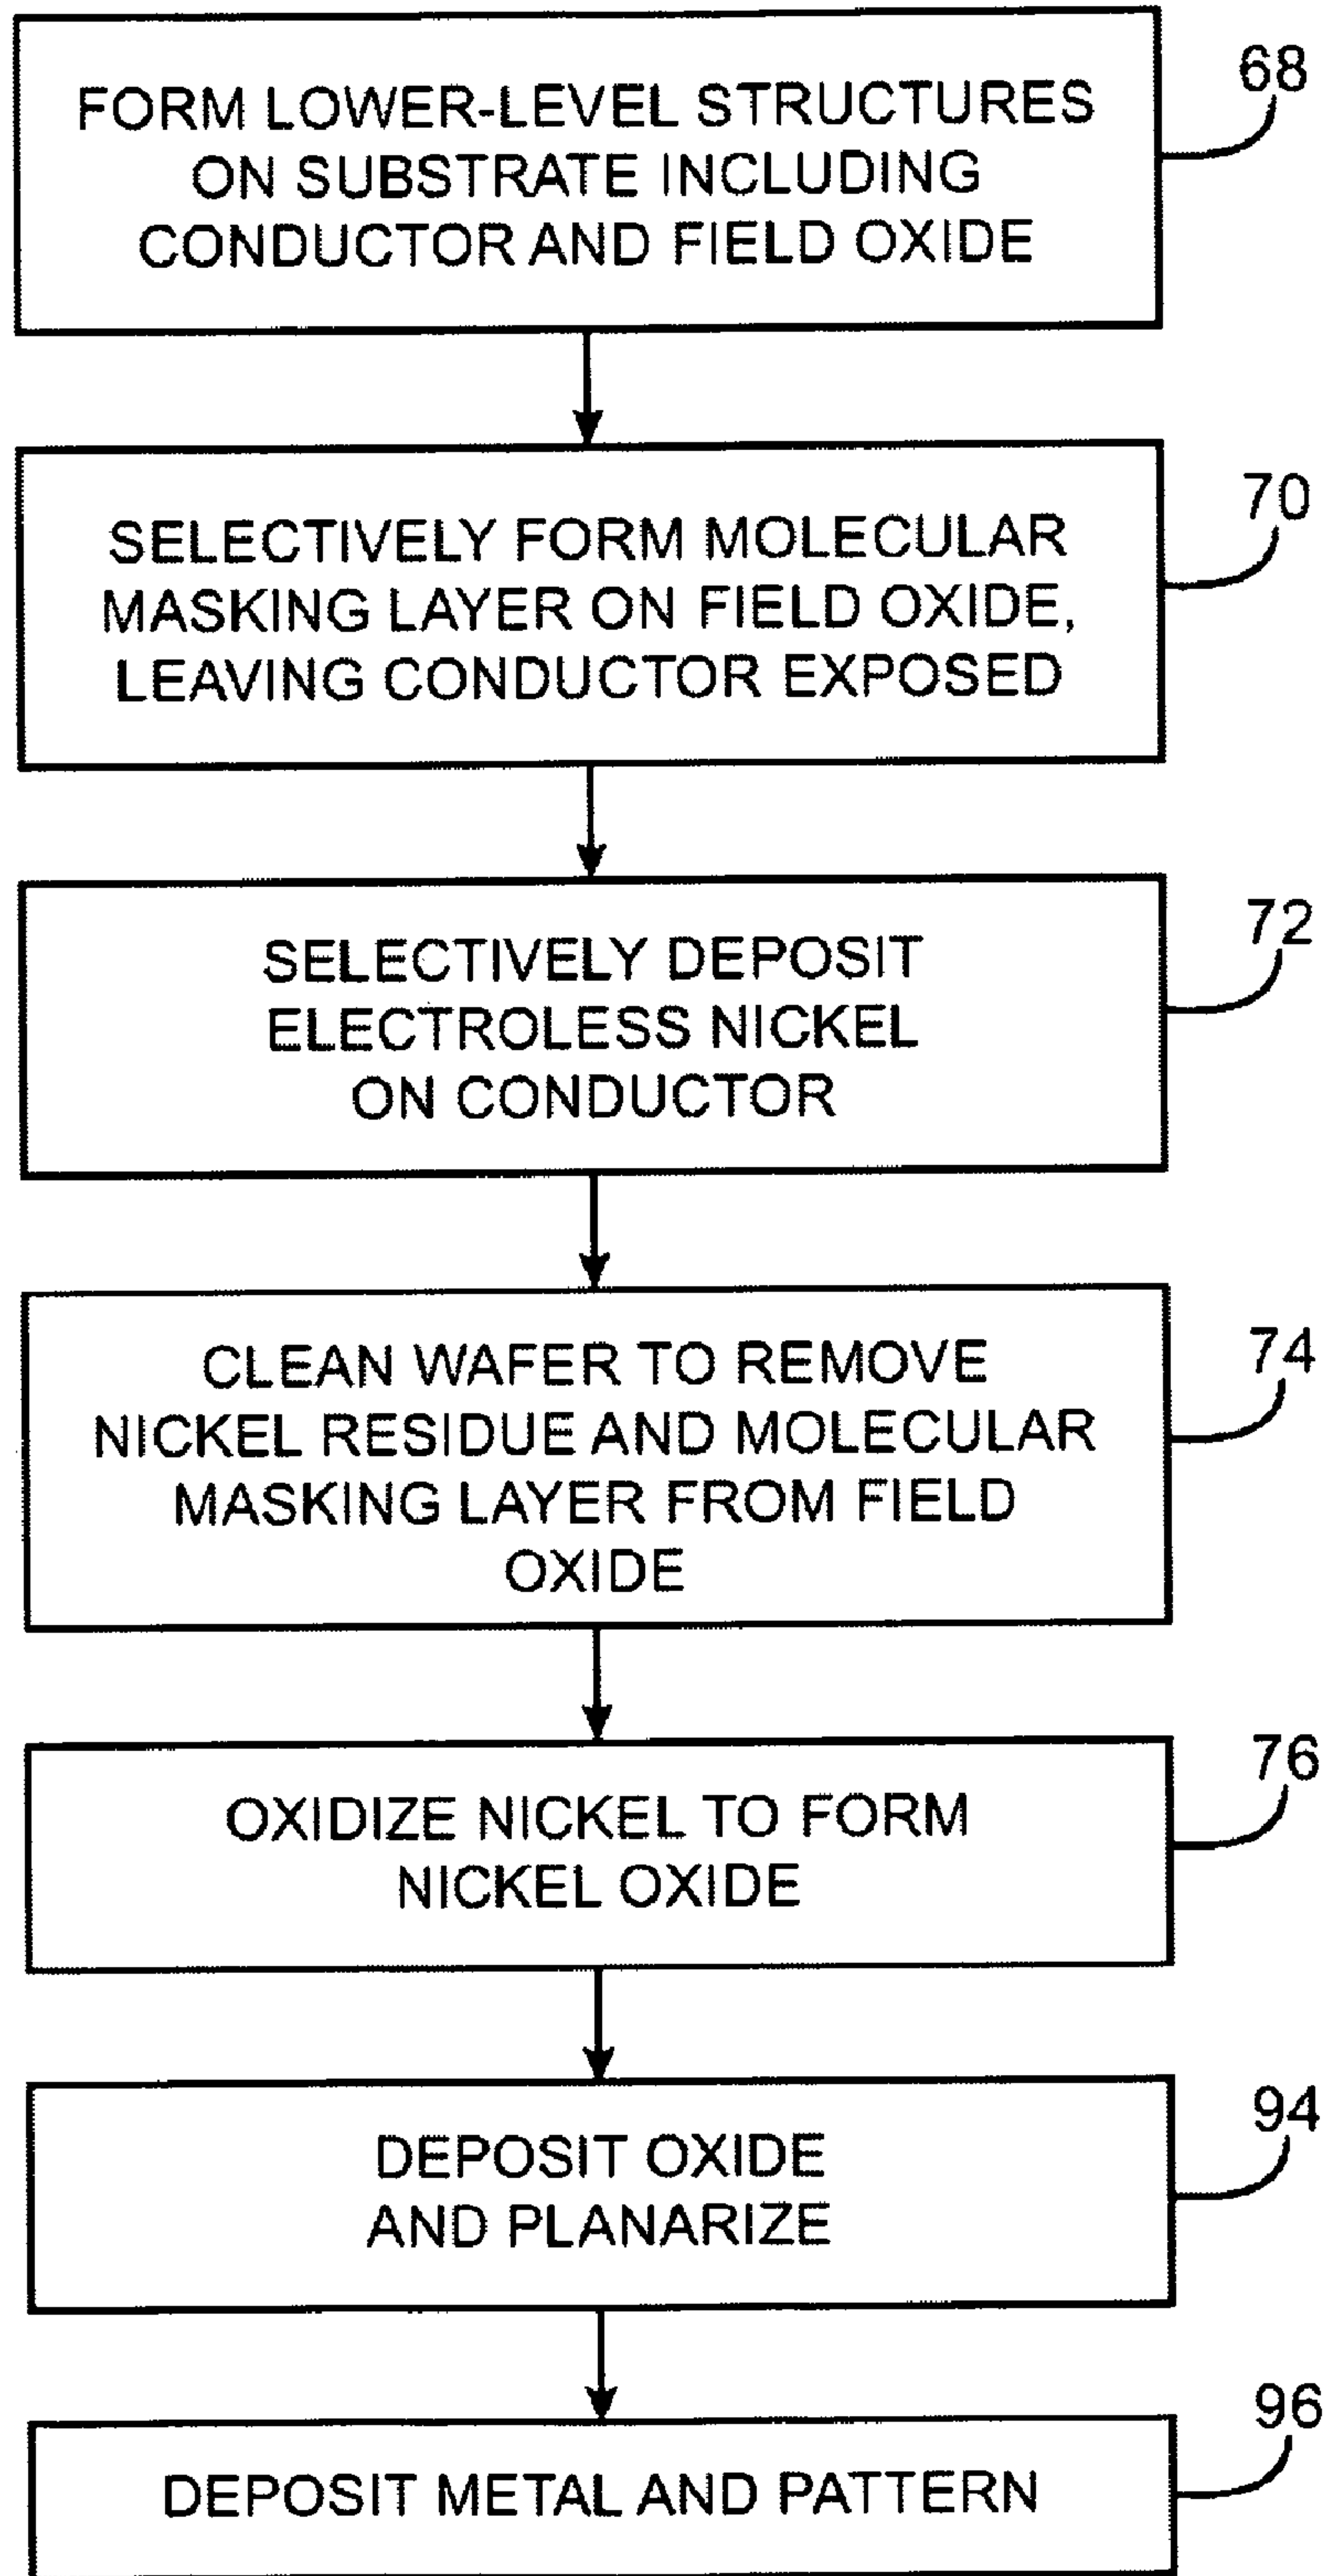 FORM LOWER-LEVEL STRUCTURES
ON SUBSTRATE INCLUDING
CONDUCTOR AND FIELD OXIDE
68
SELECTIVELY FORM MOLECULAR
MASKING LAYER ON FIELD OXIDE,
LEAVING CONDUCTOR EXPOSED
70
SELECTIVELY DEPOSIT
ELECTROLESS NICKEL
ON CONDUCTOR
72
CLEAN WAFER TO REMOVE
NICKEL RESIDUE AND MOLECULAR
MASKING LAYER FROM FIELD
OXIDE
74
OXIDIZE NICKEL TO FORM
NICKEL OXIDE
76
DEPOSIT OXIDE
AND PLANARIZE
94
DEPOSIT METAL AND PATTERN
96